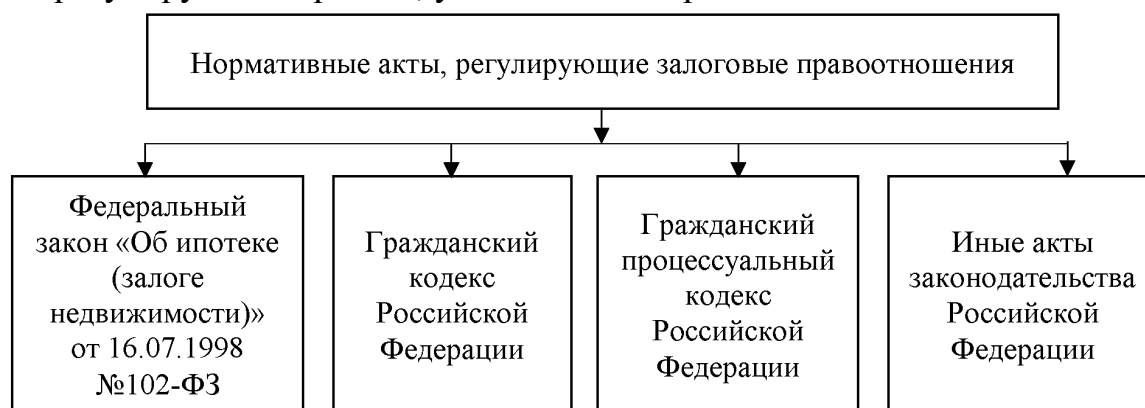 Нормативные акты, регулирующие залоговые правоотношения
Федеральный
закон «Об ипотеке
(залоге
недвижимости)»
от 16.07.1998
№102-ФЗ
Гражданский
кодекс
Российской
Федерации
Гражданский
процессуальный
кодекс
Российской
Федерации
Иные акты
законодательства
Российской
Федерации